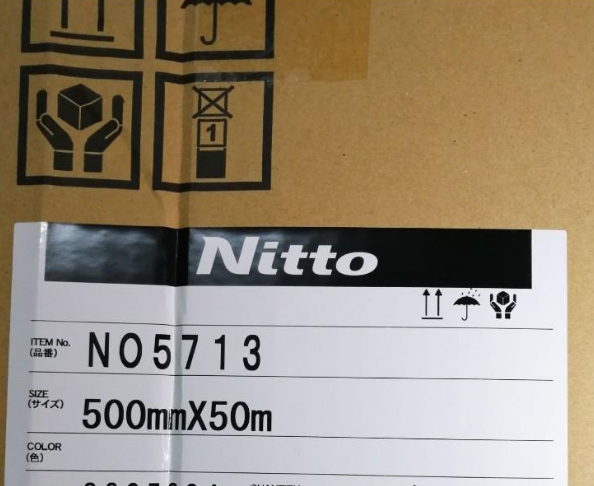 1
Nitto
ITEM No.
(品番)
NO5713
SIZE
(サイズ)
500mmX50m
COLOR
(色)